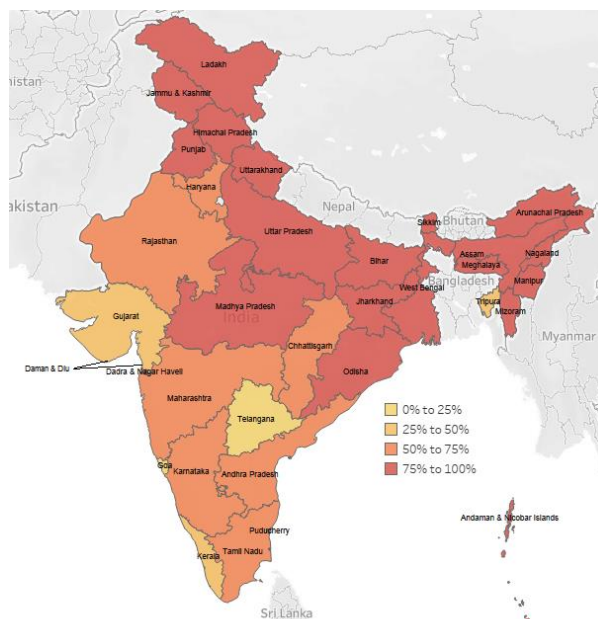 Ladakh
nistan
Jammu & Kashmir
Himachal Pradesh
Punjab
Uttarakhand
Haryana
akistan
Nepal
Sikkim
Bhutan
Arunachal Pradesh
Rajasthan
Uttar Pradesh
Bihar
Assam
Nagaland
Meghalaya
Manipur
Bangladesh
West Bengal
Jharkhand
Tripura
Mizoram
Madhya Pradesh
India
Gujarat
Myanmar
Chhattisgarh
Daman & Diu
Dadra & Nagar Haveli
Odisha
Maharashtra
0% to 25%
25% to 50%
50% to 75%
75% to 100%
Telangana
Goa
Karnataka
Andhra Pradesh
Andaman & Nicobar Islands
Puducherry
Kerala
Tamil Nadu
Sri Lanka